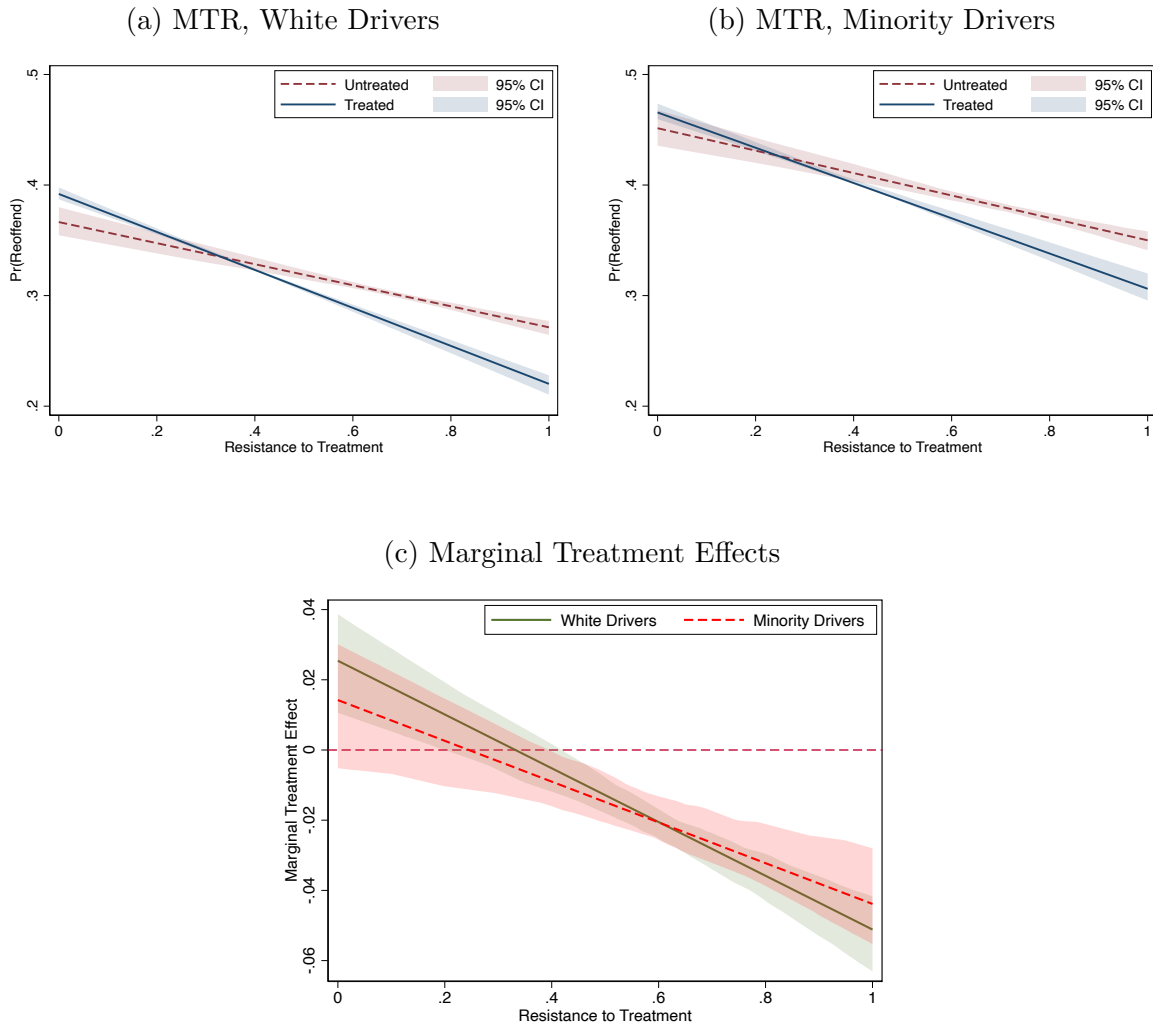 (a) MTR, White Drivers
Untreated 95% CI
Treated 95% CI
.5
.4
.3
.2
Pr(Reoffend)
0 .2 .4 .6 .8 1
Resistance to Treatment
(b) MTR, Minority Drivers
Untreated 95% CI
Treated 95% CI
.5
.4
.3
.2
Pr(Reoffend)
0 .2 .4 .6 .8 1
Resistance to Treatment
(c) Marginal Treatment Effects
White Drivers Minority Drivers
.04
.02
0
-.02
-.04
-.06
Marginal Treatment Effect
0 .2 .4 .6 .8 1
Resistance to Treatment